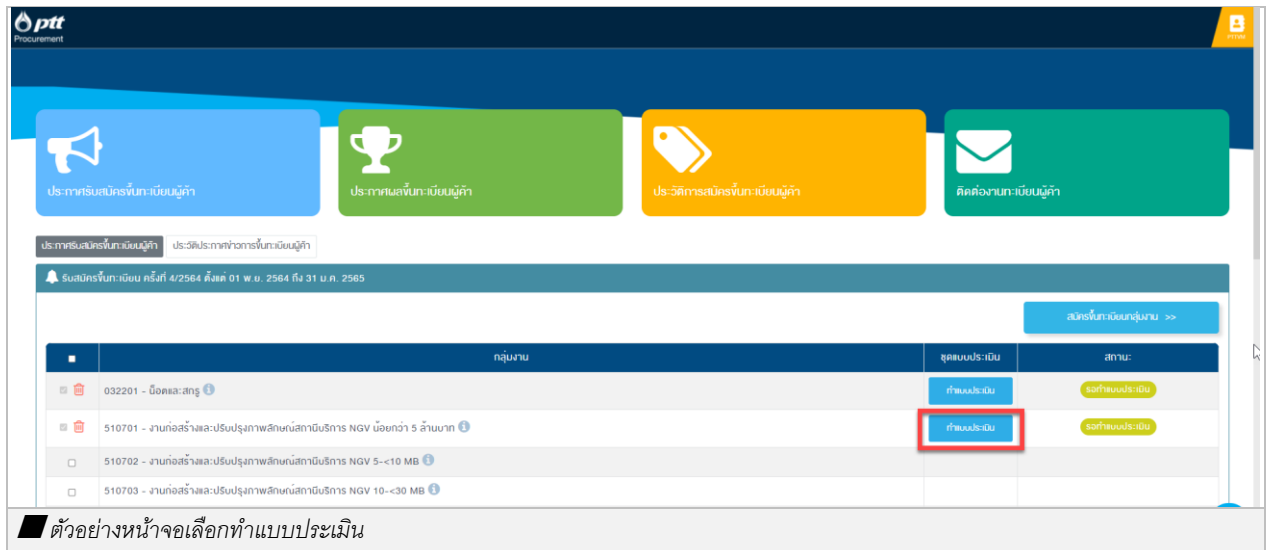 ptt
Procurement
PTTVM
ประกาศรับสมัครขึ้นทะเบียนผู้ค้า
ประกาศผลขึ้นทะเบียนผู้ค้า
ประวัติการสมัครขึ้นทะเบียนผู้ค้า
ติดต่องานทะเบียนผู้ค้า
ประกาศรับสมัครขึ้นทะเบียนผู้ค้า ประวัติประกาศข่าวการขึ้นทะเบียนผู้ค้า
รับสมัครขึ้นทะเบียน ครั้งที่ 4/2564 ตั้งแต่ 01 พ.ย. 2564 ถึง 31 ม.ค. 2565
สมัครขึ้นทะเบียนกลุ่มงาน >>
กลุ่มงาน ชุดแบบประเมิน สถานะ
032201 - น็อตและสกรู ทำแบบประเมิน รอทำแบบประเมิน
510701 - งานก่อสร้างและปรับปรุงภาพลักษณ์สถานีบริการ NGV น้อยกว่า 5 ล้านบาท ทำแบบประเมิน รอทำแบบประเมิน
510702 - งานก่อสร้างและปรับปรุงภาพลักษณ์สถานีบริการ NGV 5-<10 MB
510703 - งานก่อสร้างและปรับปรุงภาพลักษณ์สถานีบริการ NGV 10-<30 MB
ตัวอย่างหน้าจอเลือกทำแบบประเมิน